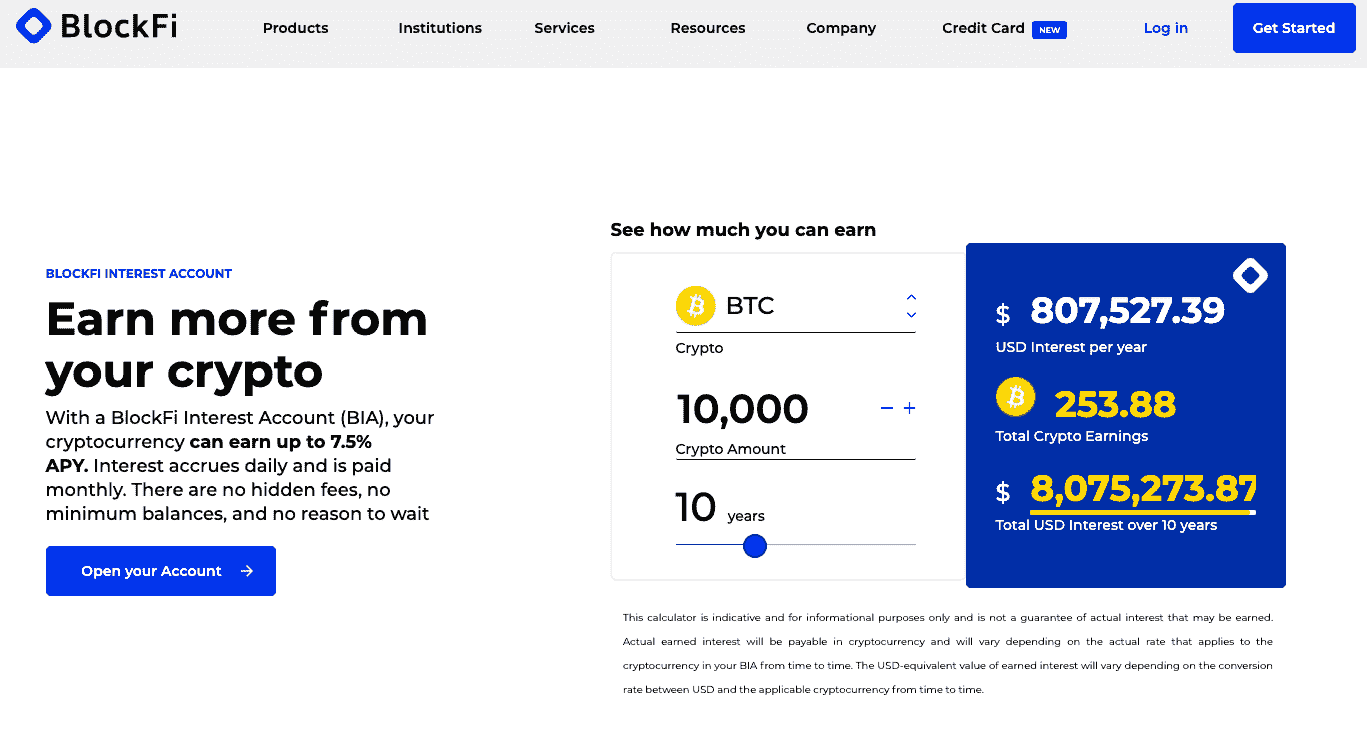 BlockFi
Products
Institutions
Services
Resources
Company
Credit Card NEW
Log in
Get Started
BLOCKFI INTEREST ACCOUNT
Earn more from
your crypto
With a BlockFi Interest Account (BIA), your
cryptocurrency can earn up to 7.5%
APY. Interest accrues daily and is paid
monthly. There are no hidden fees, no
minimum balances, and no reason to wait
Open your Account →
See how much you can earn
BTC
Crypto
10,000 − +
Crypto Amount
10 years
$ 807,527.39
USD Interest per year
253.88
Total Crypto Earnings
$ 8,075,273.87
Total USD Interest over 10 years
This calculator is indicative and for informational purposes only and is not a guarantee of actual interest that may be earned.
Actual earned interest will be payable in cryptocurrency and will vary depending on the actual rate that applies to the
cryptocurrency in your BIA from time to time. The USD-equivalent value of earned interest will vary depending on the conversion
rate between USD and the applicable cryptocurrency from time to time.